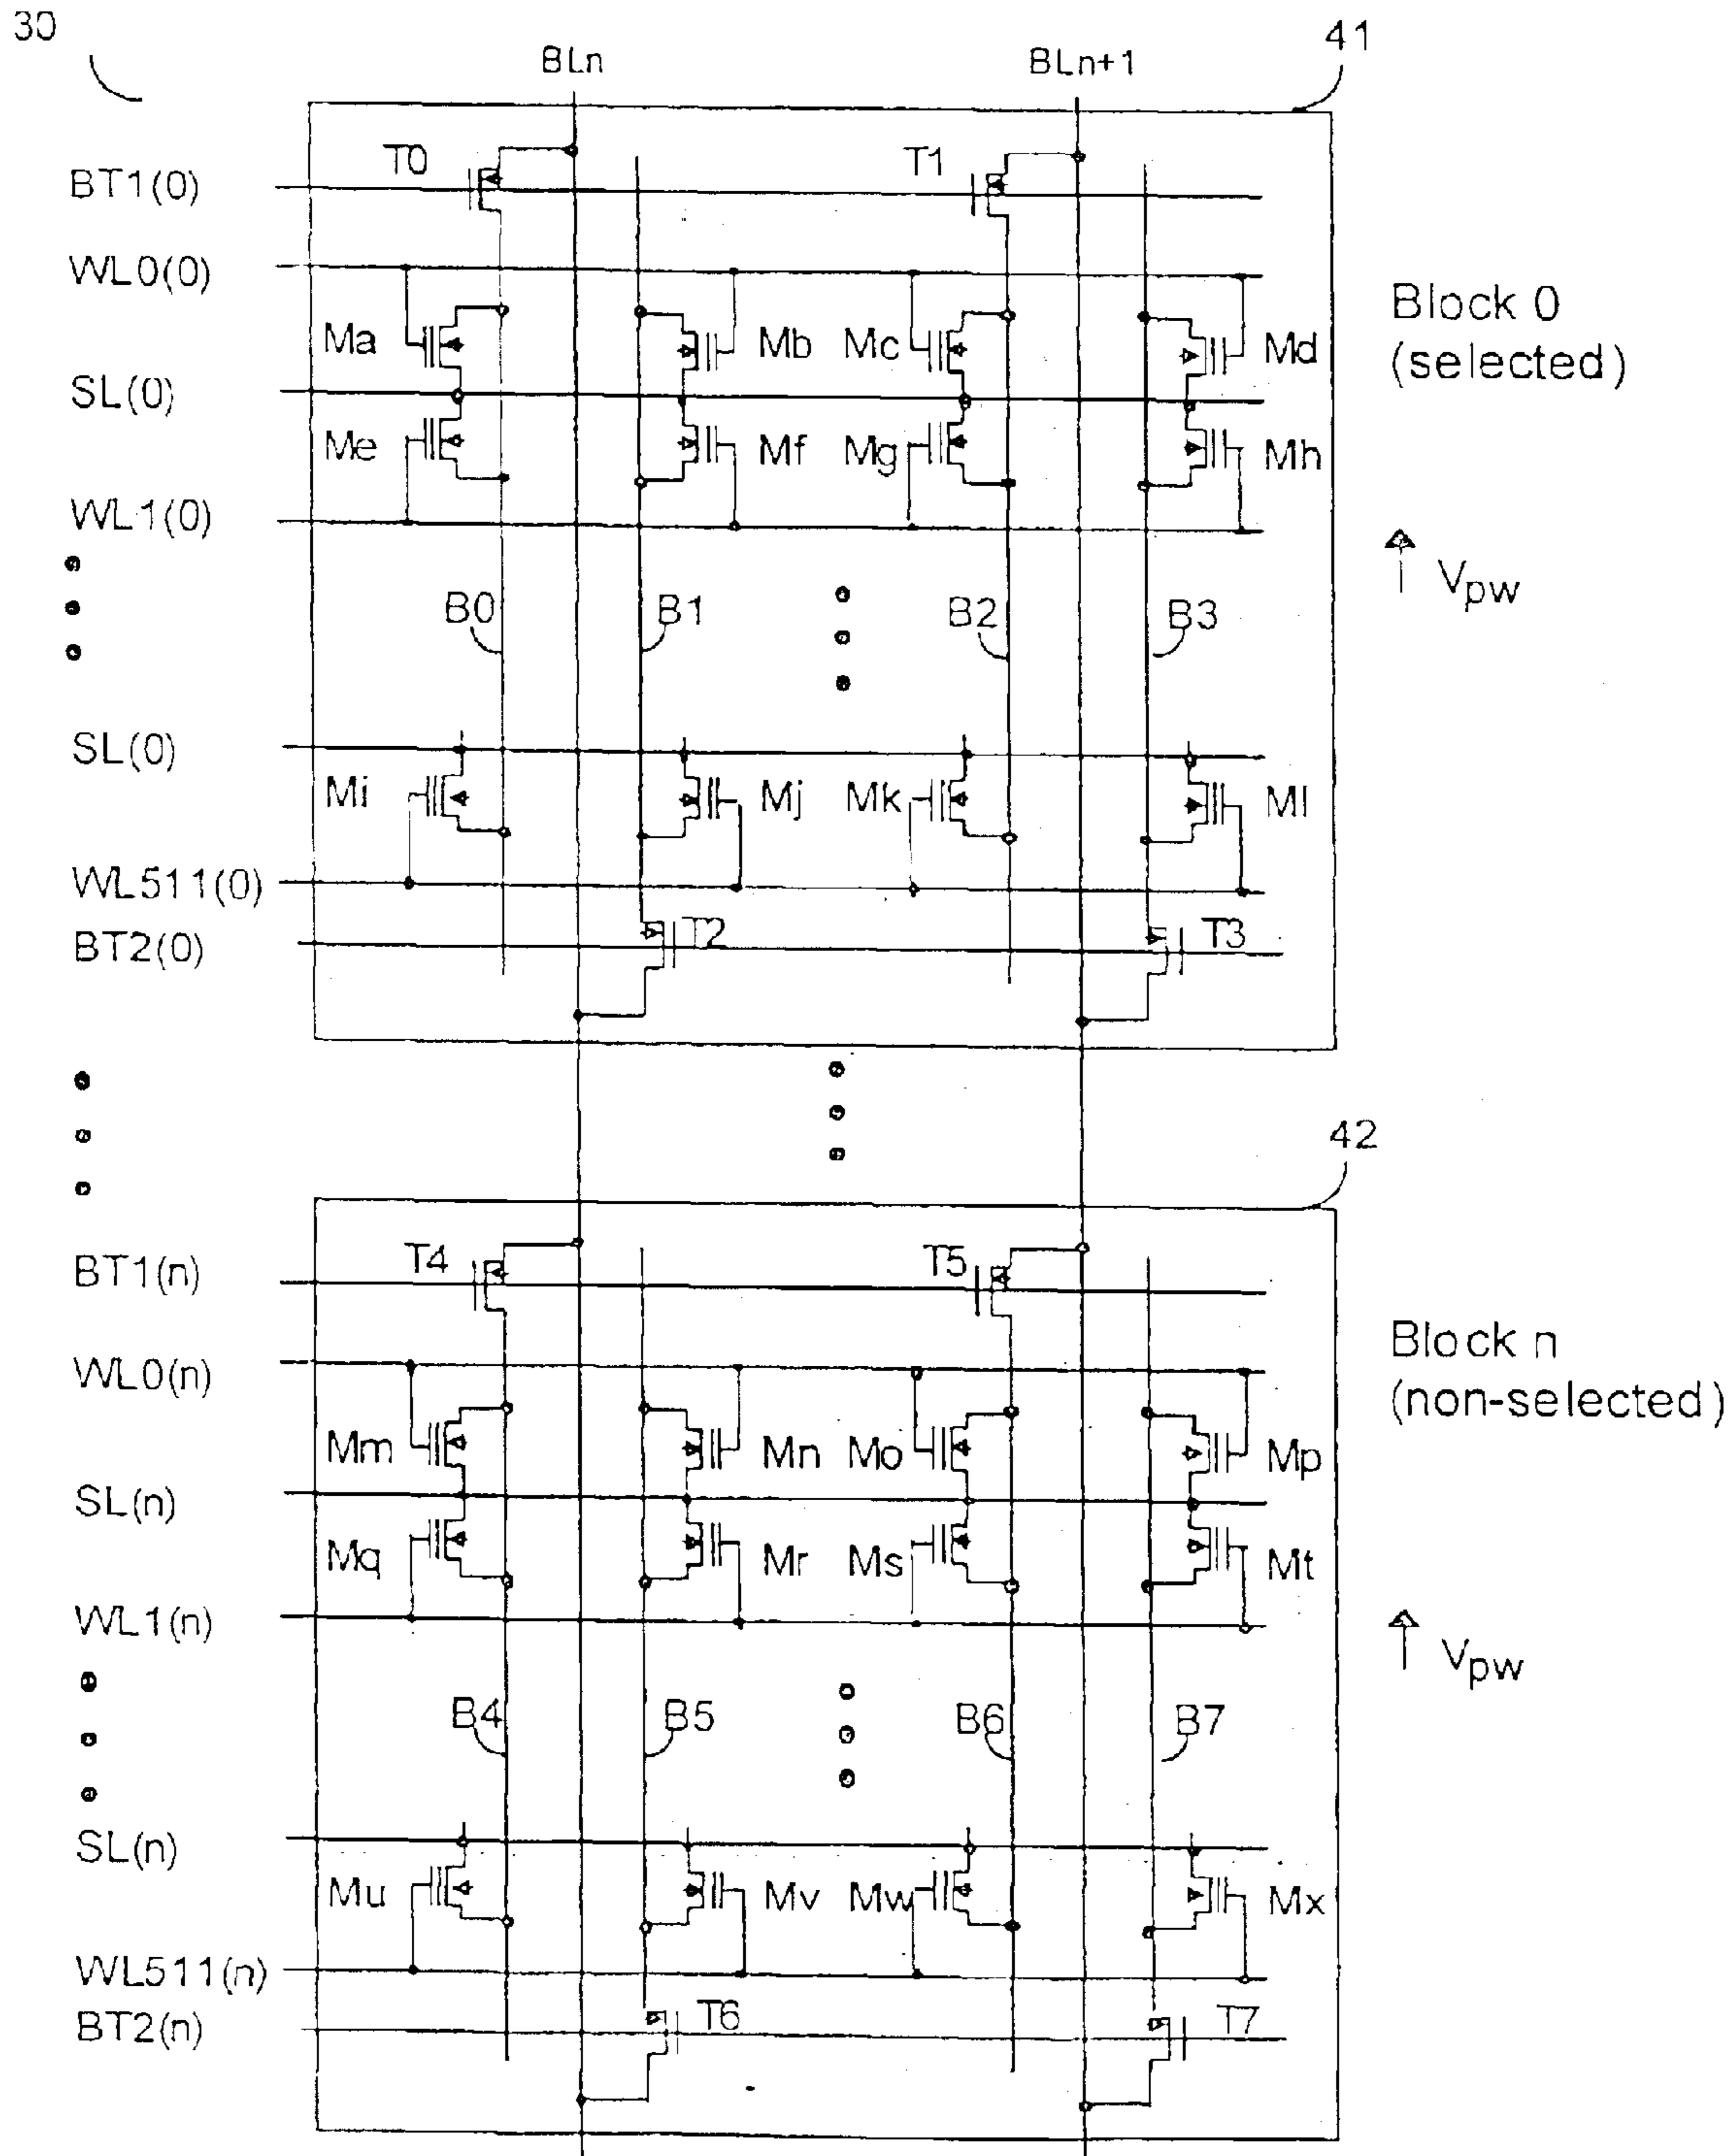 30
BLn BLn+1 41
T0 T1
BT1(0)
WL0(0)
Block 0
(selected)
Ma Mb Mc Md
SL(0)
Me Mf Mg Mh
WL1(0)
Vpw
B0 B1 B2 B3
SL(0)
Mi Mj Mk Ml
WL511(0)
T2 T3
BT2(0)
42
T4 T5
BT1(n)
WL0(n)
Block n
(non-selected)
Mm Mn Mo Mp
SL(n)
Mq Mr Ms Mt
WL1(n)
Vpw
B4 B5 B6 B7
SL(n)
Mu Mv Mw Mx
WL511(n)
T6 T7
BT2(n)